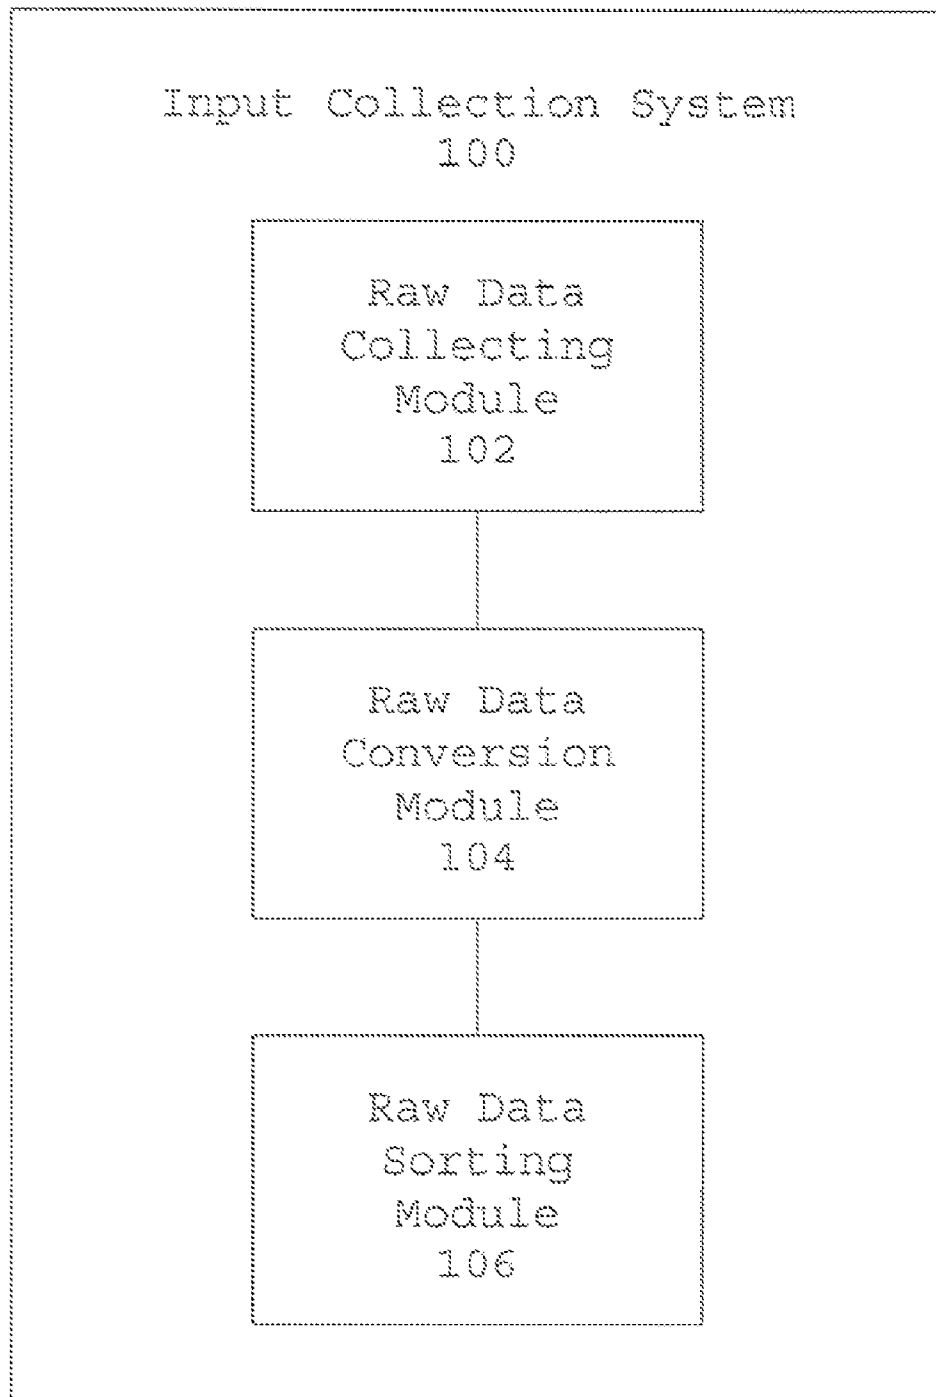 Input Collection System
100
Raw Data
Collecting
Module
102
Raw Data
Conversion
Module
104
Raw Data
Sorting
Module
106